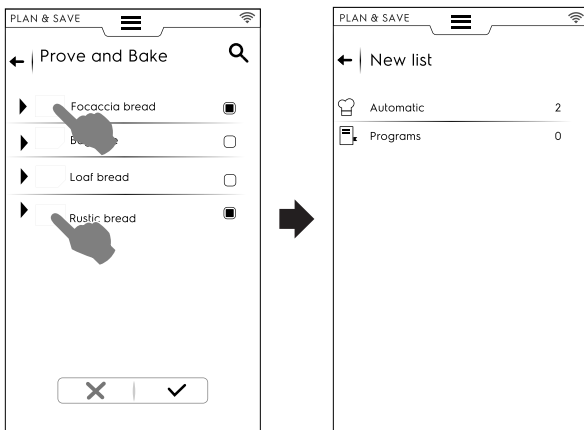 PLAN & SAVE
Prove and Bake
Focaccia bread
Loaf bread
Rustic bread
PLAN & SAVE
New list
Automatic 2
Programs 0